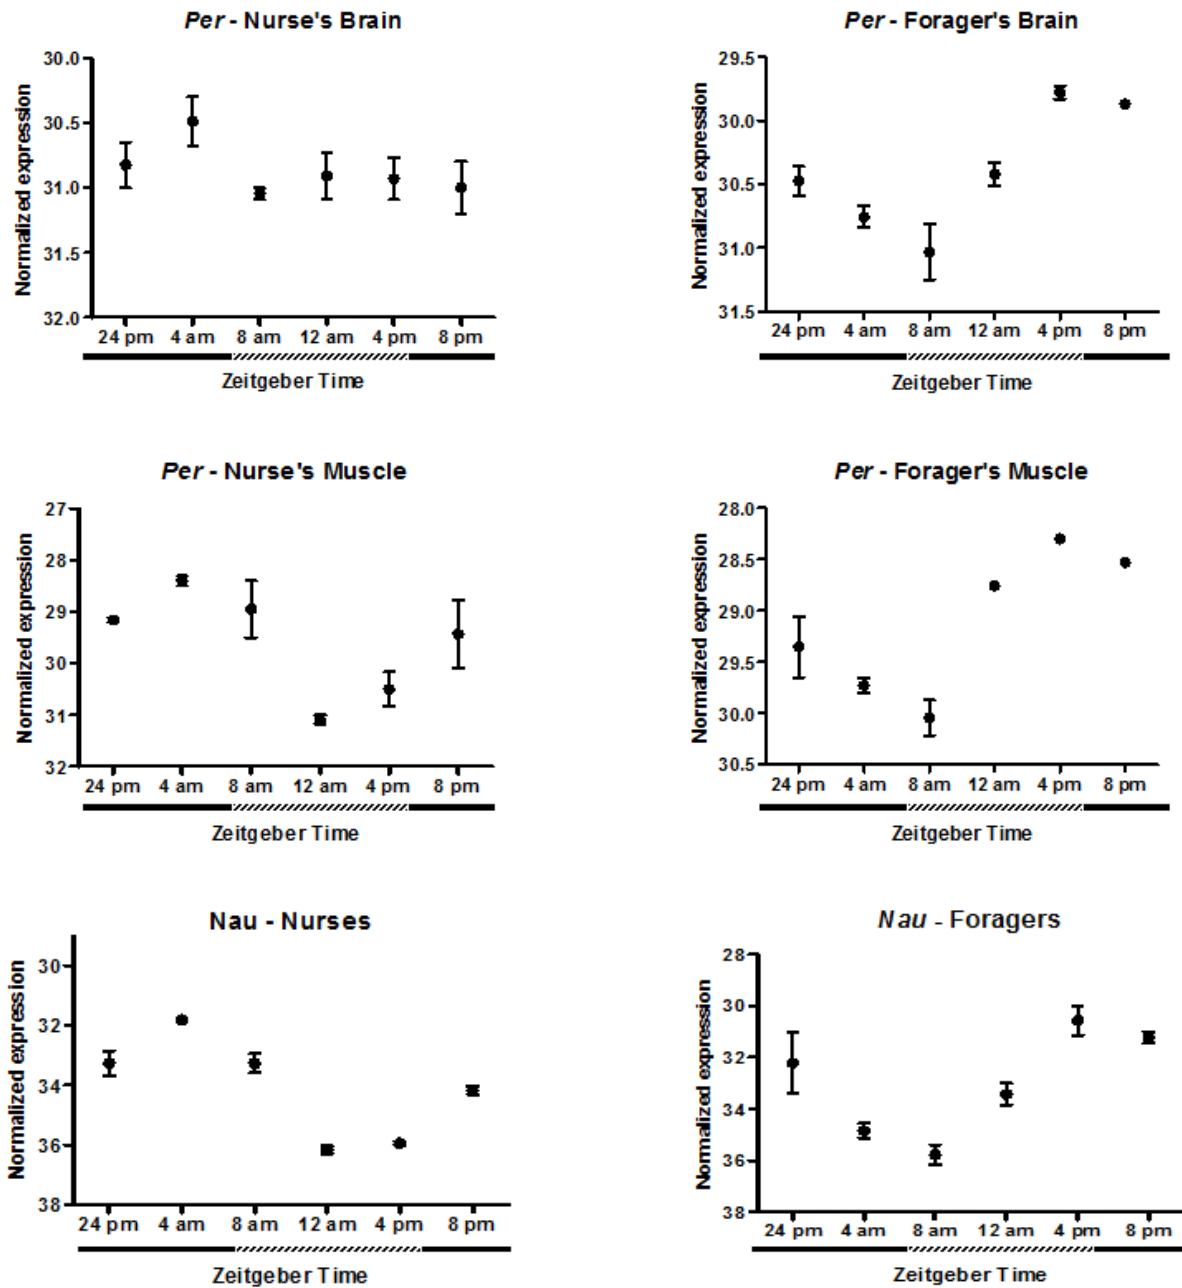 Per - Nurse's Brain
Normalized expression
30.0
30.5
31.0
31.5
32.0
24 pm 4 am 8 am 12 am 4 pm 8 pm
Zeitgeber Time
Per - Forager's Brain
Normalized expression
29.5
30.0
30.5
31.0
31.5
24 pm 4 am 8 am 12 am 4 pm 8 pm
Zeitgeber Time
Per - Nurse's Muscle
Normalized expression
27
28
29
30
31
32
24 pm 4 am 8 am 12 am 4 pm 8 pm
Zeitgeber Time
Per - Forager's Muscle
Normalized expression
28.0
28.5
29.0
29.5
30.0
30.5
24 pm 4 am 8 am 12 am 4 pm 8 pm
Zeitgeber Time
Nau - Nurses
Normalized expression
30
32
34
36
38
24 pm 4 am 8 am 12 am 4 pm 8 pm
Zeitgeber Time
Nau - Foragers
Normalized expression
28
30
32
34
36
38
24 pm 4 am 8 am 12 am 4 pm 8 pm
Zeitgeber Time